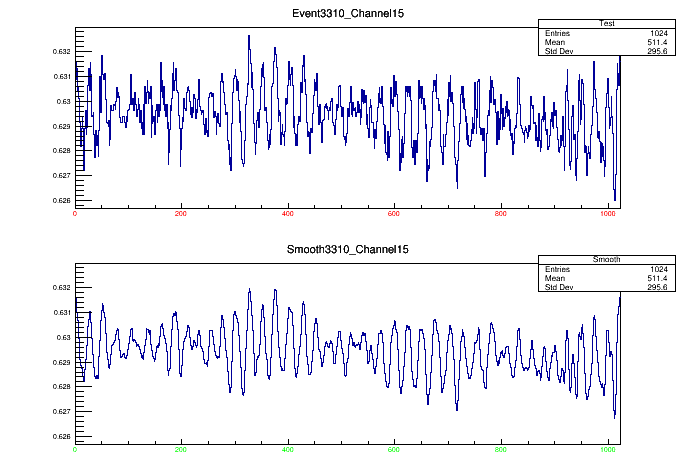 Event3310_Channel15
Test
Entries 1024
Mean 511.4
Std Dev 295.6
0.632
0.631
0.63
0.629
0.628
0.627
0.626
0 200 400 600 800 1000
Smooth3310_Channel15
Smooth
Entries 1024
Mean 511.4
Std Dev 295.6
0.632
0.631
0.63
0.629
0.628
0.627
0.626
0 200 400 600 800 1000